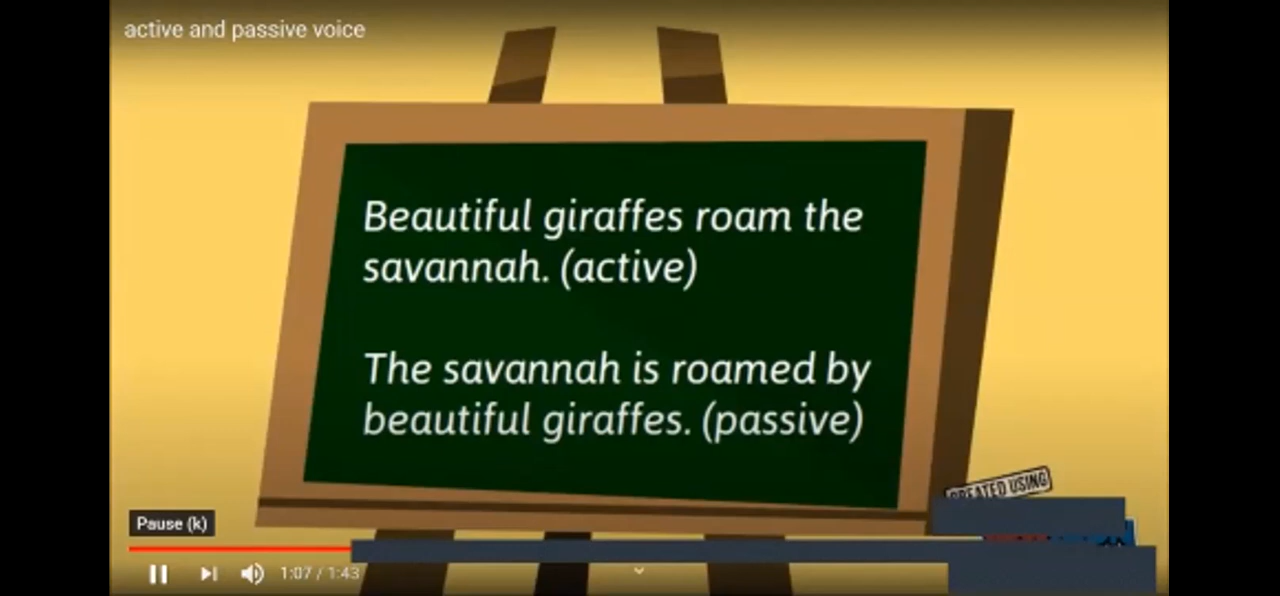 active and passive voice
Beautiful giraffes roam the
savannah. (active)
The savannah is roamed by
beautiful giraffes. (passive)
CREATED USING
Pause (k)
1:07 / 1:43